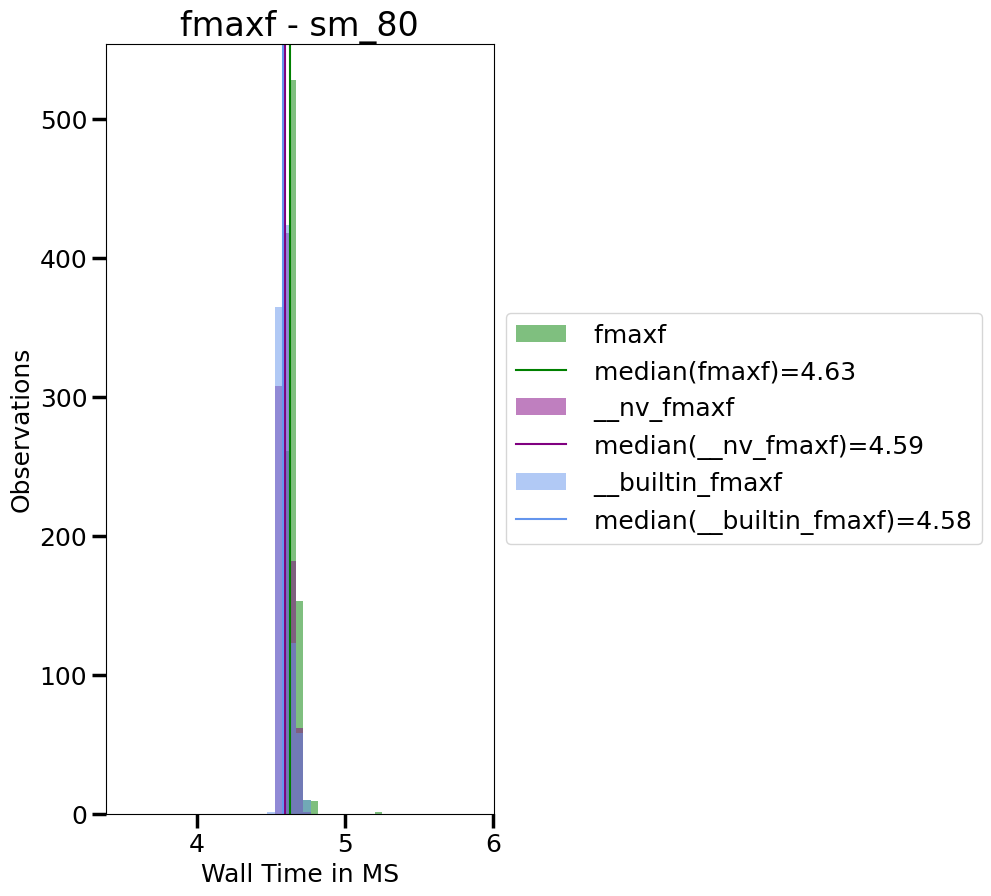 fmaxf - sm_80
Observations
500
400
300
200
100
0
4 5 6
Wall Time in MS
fmaxf
median(fmaxf)=4.63
__nv_fmaxf
median(__nv_fmaxf)=4.59
__builtin_fmaxf
median(__builtin_fmaxf)=4.58